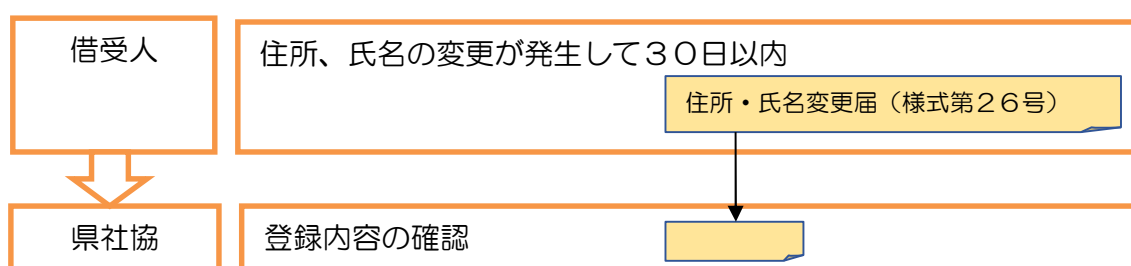 借受人
住所、氏名の変更が発生して３０日以内
住所・氏名変更届（様式第２６号）
県社協
登録内容の確認